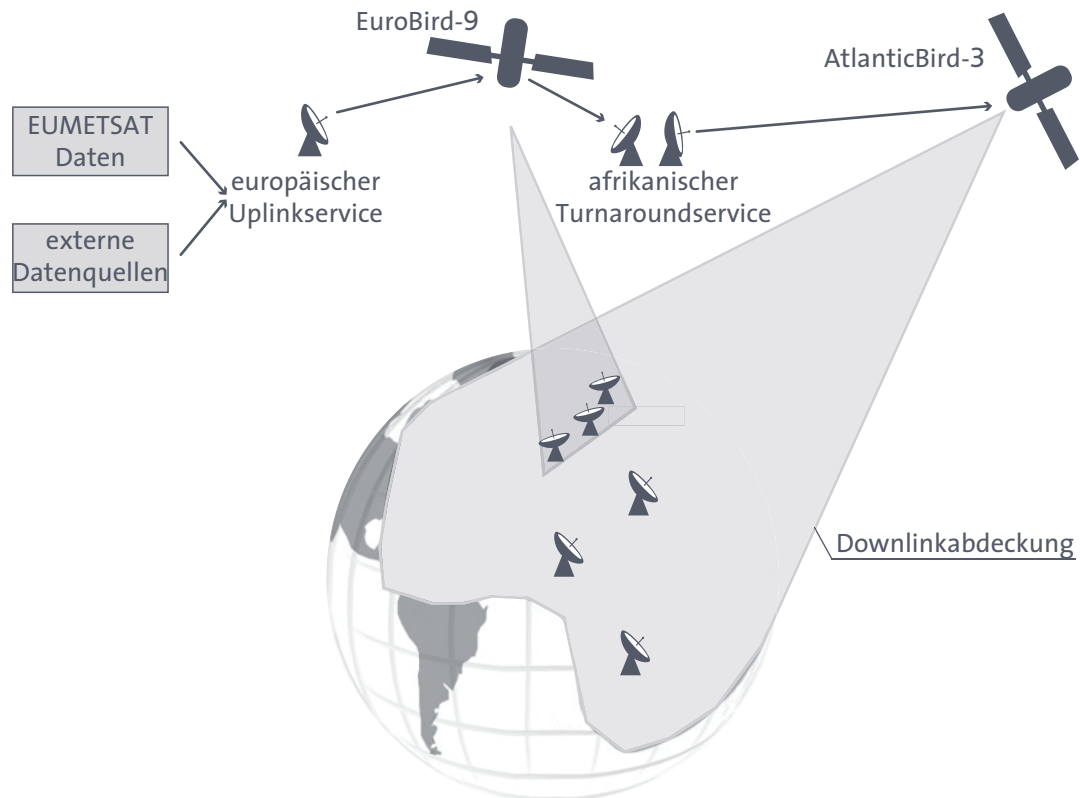 EuroBird-9
AtlanticBird-3
EUMETSAT
Daten
europäischer
Uplinkservice
afrikanischer
Turnaroundservice
externe
Datenquellen
Downlinkabdeckung